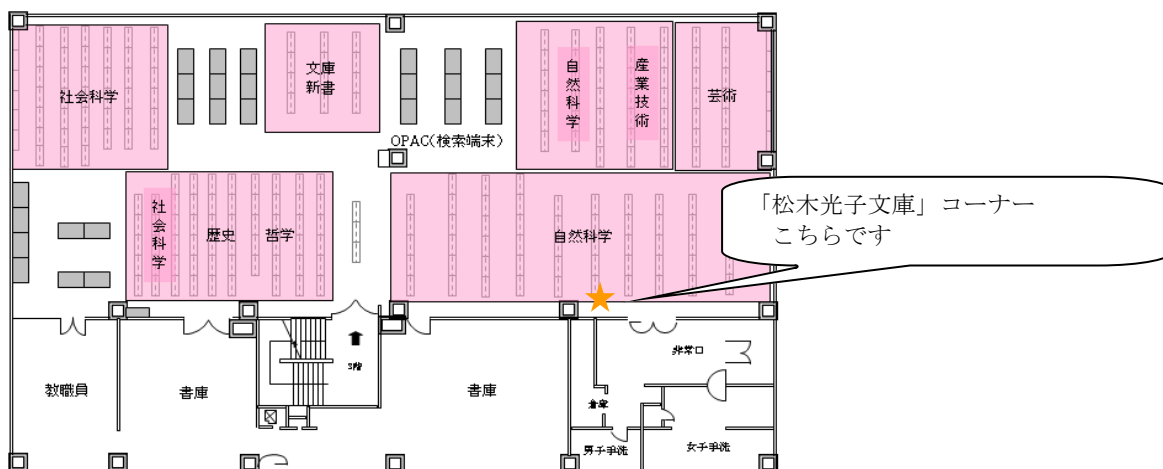 社会科学
文庫
新書
自然科学
産業技術
芸術
OPAC(検索端末)
社会科学
歴史
哲学
自然科学
「松木光子文庫」コーナー
こちらです
教職員
書庫
3階
書庫
倉庫
非常口
男子手洗
女子手洗